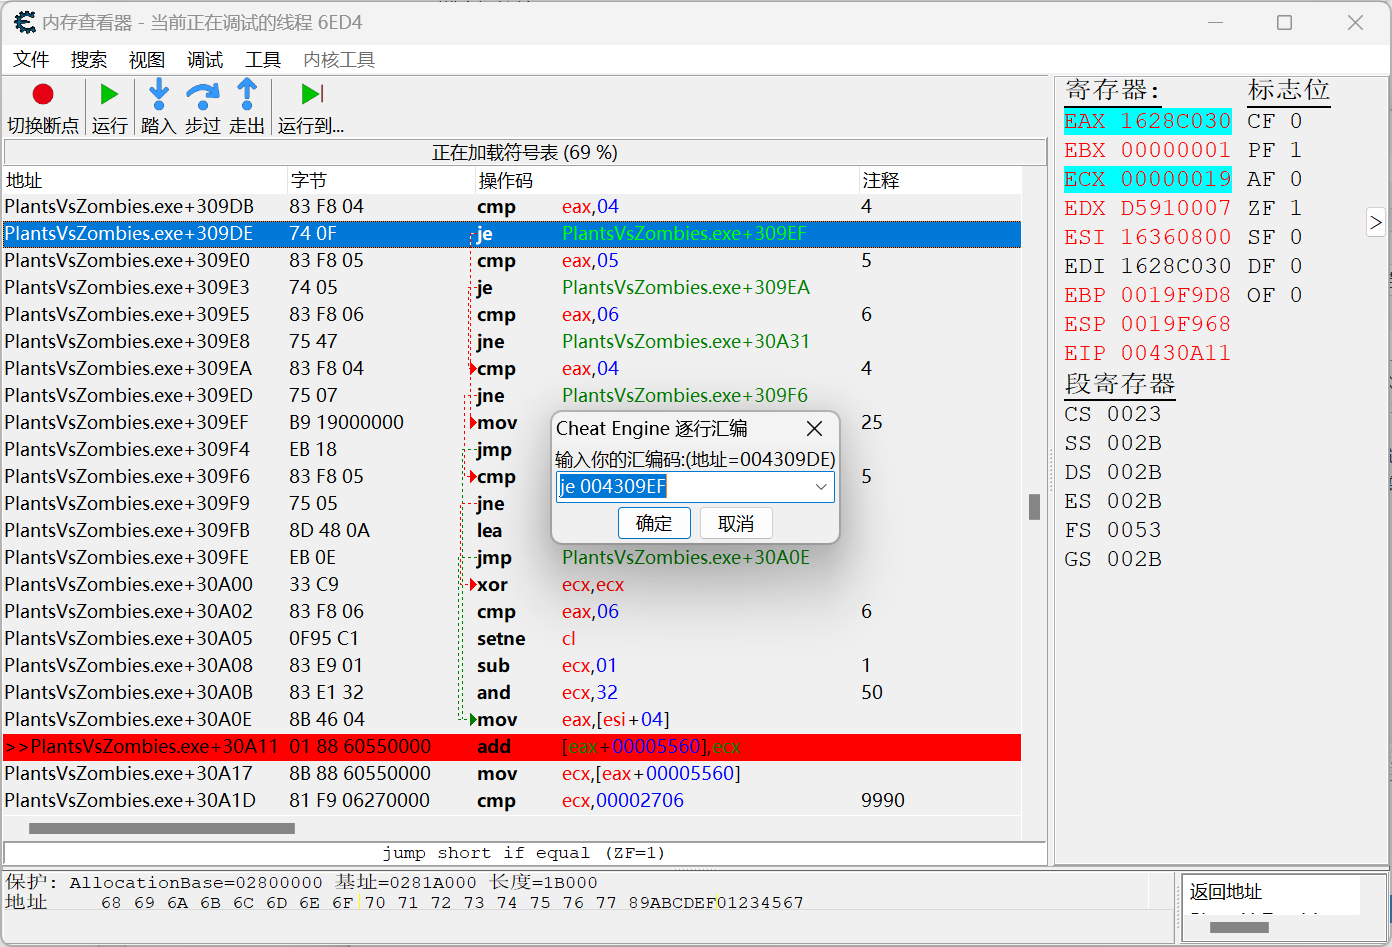 内存查看器 - 当前正在调试的线程 6ED4
文件 搜索 视图 调试 工具 内核工具
切换断点 运行 踏入 步过 走出 运行到...
正在加载符号表 (69 %)
地址 字节 操作码 注释
PlantsVsZombies.exe+309DB 83 F8 04 cmp eax,04 4
PlantsVsZombies.exe+309DE 74 0F je PlantsVsZombies.exe+309EF
PlantsVsZombies.exe+309E0 83 F8 05 cmp eax,05 5
PlantsVsZombies.exe+309E3 74 05 je PlantsVsZombies.exe+309EA
PlantsVsZombies.exe+309E5 83 F8 06 cmp eax,06 6
PlantsVsZombies.exe+309E8 75 47 jne PlantsVsZombies.exe+30A31
PlantsVsZombies.exe+309EA 83 F8 04 cmp eax,04 4
PlantsVsZombies.exe+309ED 75 07 jne PlantsVsZombies.exe+309F6
PlantsVsZombies.exe+309EF B9 19000000 mov 25
PlantsVsZombies.exe+309F4 EB 18 jmp
PlantsVsZombies.exe+309F6 83 F8 05 cmp 5
PlantsVsZombies.exe+309F9 75 05 jne
PlantsVsZombies.exe+309FB 8D 48 0A lea
PlantsVsZombies.exe+309FE EB 0E jmp PlantsVsZombies.exe+30A0E
PlantsVsZombies.exe+30A00 33 C9 xor ecx,ecx
PlantsVsZombies.exe+30A02 83 F8 06 cmp eax,06 6
PlantsVsZombies.exe+30A05 0F95 C1 setne cl
PlantsVsZombies.exe+30A08 83 E9 01 sub ecx,01 1
PlantsVsZombies.exe+30A0B 83 E1 32 and ecx,32 50
PlantsVsZombies.exe+30A0E 8B 46 04 mov eax,[esi+04]
>>PlantsVsZombies.exe+30A11 01 88 60550000 add [eax+00005560],ecx
PlantsVsZombies.exe+30A17 8B 88 60550000 mov ecx,[eax+00005560]
PlantsVsZombies.exe+30A1D 81 F9 06270000 cmp ecx,00002706 9990
jump short if equal (ZF=1)
Cheat Engine 逐行汇编
输入你的汇编码:(地址=004309DE)
je 004309EF
确定 取消
寄存器: 标志位
EAX 1628C030 CF 0
EBX 00000001 PF 1
ECX 00000019 AF 0
EDX D5910007 ZF 1
ESI 16360800 SF 0
EDI 1628C030 DF 0
EBP 0019F9D8 OF 0
ESP 0019F968
EIP 00430A11
段寄存器
CS 0023
SS 002B
DS 002B
ES 002B
FS 0053
GS 002B
>
保护: AllocationBase=02800000 基址=0281A000 长度=1B000
地址 68 69 6A 6B 6C 6D 6E 6F 70 71 72 73 74 75 76 77 89ABCDEF01234567
返回地址